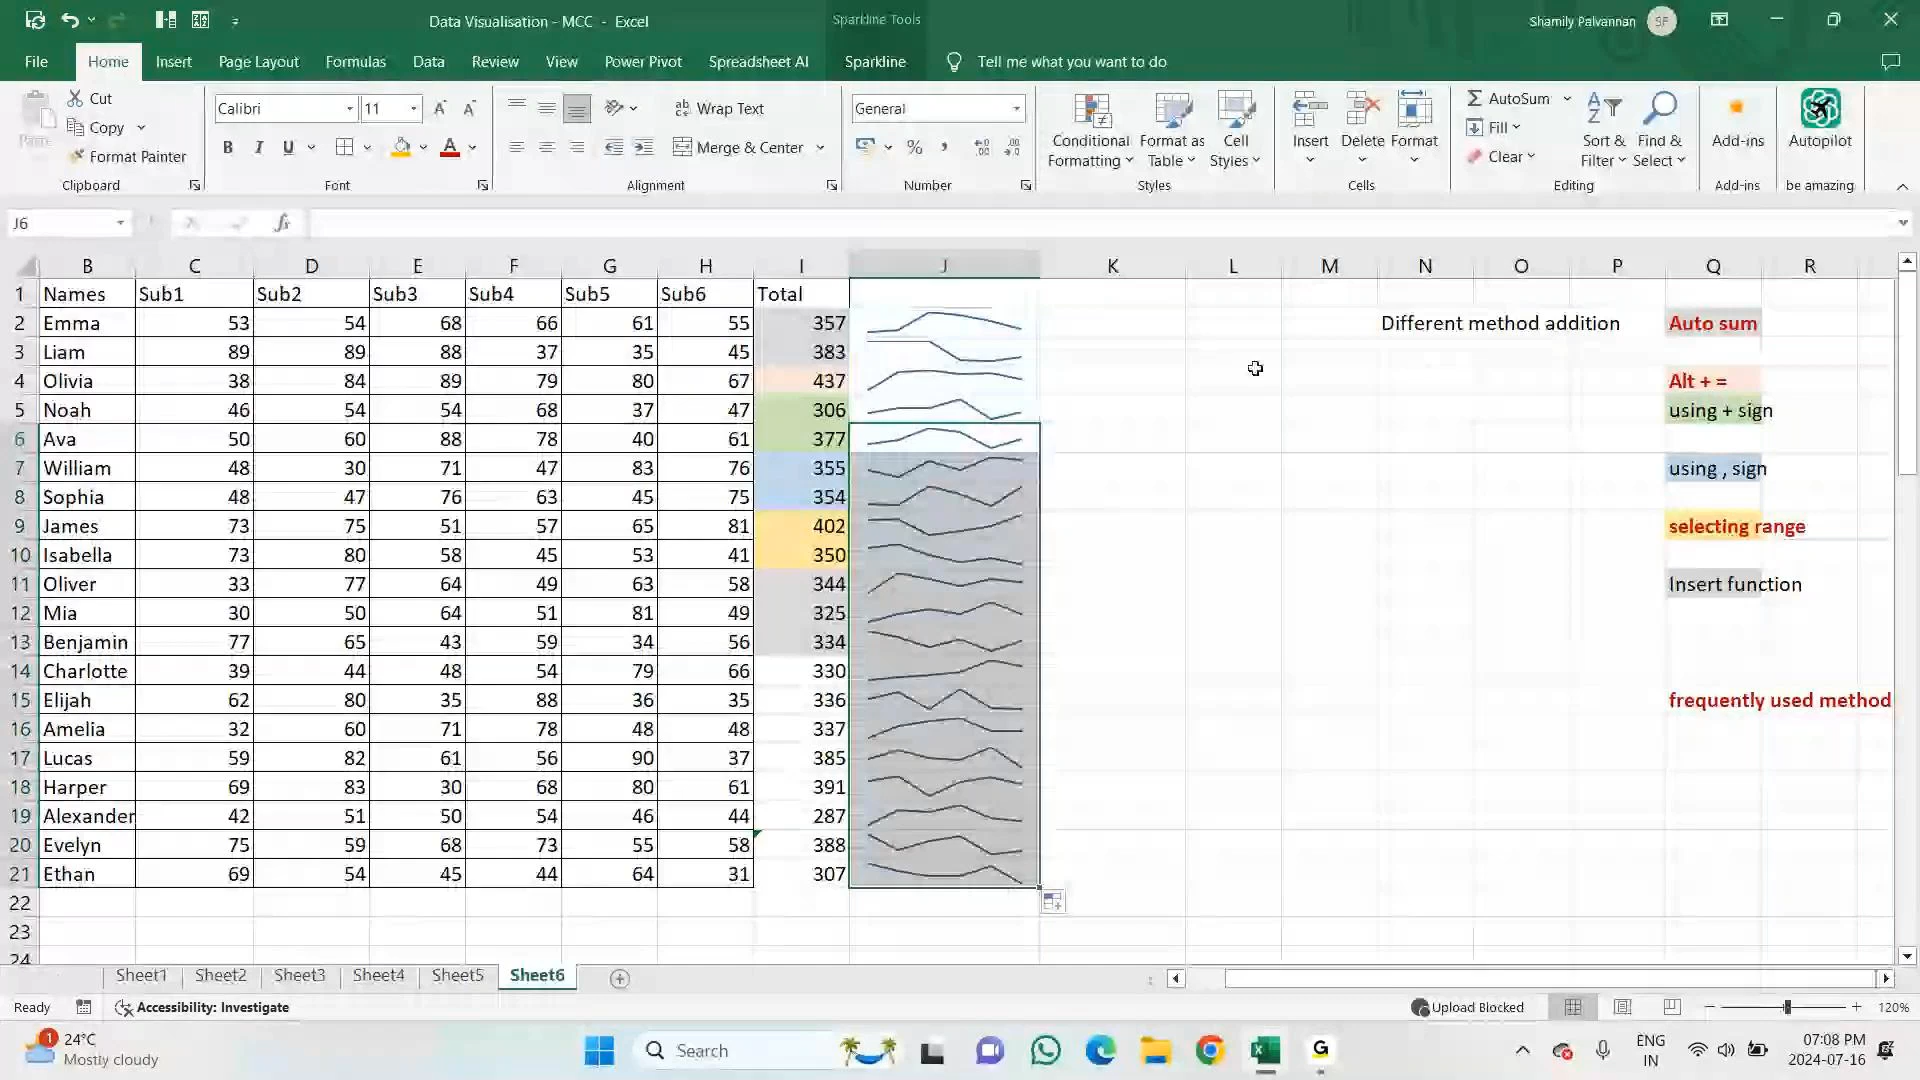 Data Visualisation - MCC - Excel
Sparkline Tools
Shamily Palvannan
SF
File Home Insert Page Layout Formulas Data Review View Power Pivot Spreadsheet AI Sparkline Tell me what you want to do
Paste
Cut
Copy
Format Painter
Clipboard
Calibri 11
B I U
Font
Wrap Text
Merge & Center
Alignment
General
Number
Conditional Formatting
Format as Table
Cell Styles
Styles
Insert Delete Format
Cells
AutoSum
Fill
Clear
Sort & Filter
Find & Select
Editing
Add-ins
Add-ins
Autopilot
be amazing
J6
fx
B C D E F G H I J K L M N O P Q R
1 Names Sub1 Sub2 Sub3 Sub4 Sub5 Sub6 Total
2 Emma 53 54 68 66 61 55 357 Different method addition Auto sum
3 Liam 89 89 88 37 35 45 383
4 Olivia 38 84 89 79 80 67 437 Alt + =
5 Noah 46 54 54 68 37 47 306 using + sign
6 Ava 50 60 88 78 40 61 377
7 William 48 30 71 47 83 76 355 using , sign
8 Sophia 48 47 76 63 45 75 354
9 James 73 75 51 57 65 81 402 selecting range
10 Isabella 73 80 58 45 53 41 350
11 Oliver 33 77 64 49 63 58 344 Insert function
12 Mia 30 50 64 51 81 49 325
13 Benjamin 77 65 43 59 34 56 334
14 Charlotte 39 44 48 54 79 66 330
15 Elijah 62 80 35 88 36 35 336 frequently used method
16 Amelia 32 60 71 78 48 48 337
17 Lucas 59 82 61 56 90 37 385
18 Harper 69 83 30 68 80 61 391
19 Alexander 42 51 50 54 46 44 287
20 Evelyn 75 59 68 73 55 58 388
21 Ethan 69 54 45 44 64 31 307
22
23
24
Sheet1 Sheet2 Sheet3 Sheet4 Sheet5 Sheet6
Ready Accessibility: Investigate Upload Blocked 120%
1
24°C
Mostly cloudy
Search
G
ENG
IN
07:08 PM
2024-07-16